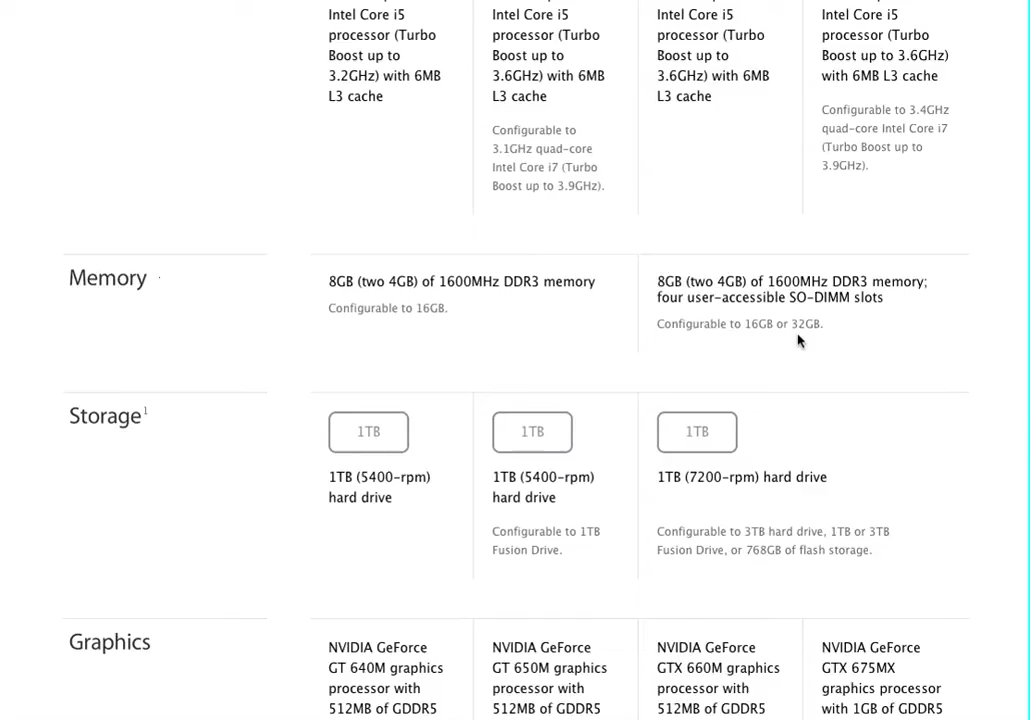 Intel Core i5
processor (Turbo
Boost up to
3.2GHz) with 6MB
L3 cache
Intel Core i5
processor (Turbo
Boost up to
3.6GHz) with 6MB
L3 cache
Configurable to
3.1GHz quad-core
Intel Core i7 (Turbo
Boost up to 3.9GHz).
Intel Core i5
processor (Turbo
Boost up to
3.6GHz) with 6MB
L3 cache
Intel Core i5
processor (Turbo
Boost up to 3.6GHz)
with 6MB L3 cache
Configurable to 3.4GHz
quad-core Intel Core i7
(Turbo Boost up to
3.9GHz).
Memory
8GB (two 4GB) of 1600MHz DDR3 memory
Configurable to 16GB.
8GB (two 4GB) of 1600MHz DDR3 memory;
four user-accessible SO-DIMM slots
Configurable to 16GB or 32GB.
Storage1
1TB
1TB (5400-rpm)
hard drive
1TB
1TB (5400-rpm)
hard drive
Configurable to 1TB
Fusion Drive.
1TB
1TB (7200-rpm) hard drive
Configurable to 3TB hard drive, 1TB or 3TB
Fusion Drive, or 768GB of flash storage.
Graphics
NVIDIA GeForce
GT 640M graphics
processor with
512MB of GDDR5
NVIDIA GeForce
GT 650M graphics
processor with
512MB of GDDR5
NVIDIA GeForce
GTX 660M graphics
processor with
512MB of GDDR5
NVIDIA GeForce
GTX 675MX
graphics processor
with 1GB of GDDR5